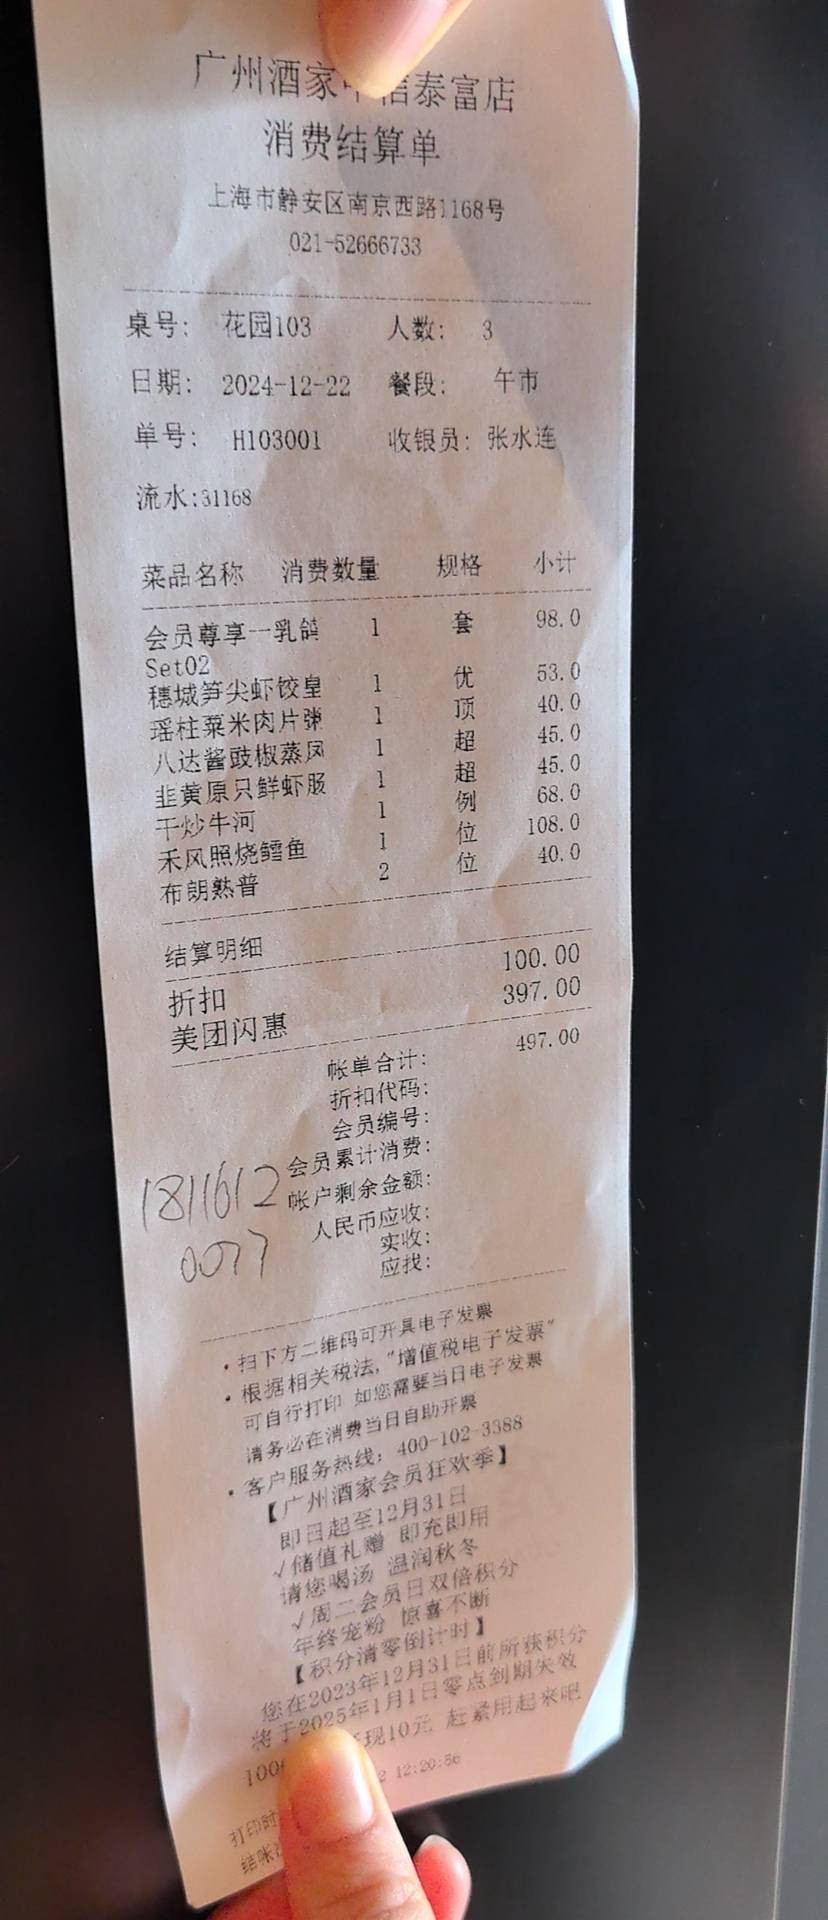 广州酒家中信泰富店
消费结算单
上海市静安区南京西路1168号
021-52666733
桌号: 花园103 人数: 3
日期: 2024-12-22 餐段: 午市
单号: H103001 收银员: 张水连
流水:31168
菜品名称 消费数量 规格 小计
会员尊享一乳鸽 1 套 98.0
Set02
穗城笋尖虾饺皇 1 优 53.0
瑶柱粟米肉片粥 1 顶 40.0
八达酱豉椒蒸凤 1 超 45.0
韭黄原只鲜虾肠 1 超 45.0
干炒牛河 1 例 68.0
禾风照烧鳕鱼 1 位 108.0
布朗熟普 2 位 40.0
结算明细
折扣 100.00
美团闪惠 397.00
帐单合计: 497.00
折扣代码:
会员编号:
会员累计消费:
帐户剩余金额:
人民币应收:
实收:
应找:
1811612
0077
·扫下方二维码可开具电子发票
·根据相关税法,"增值税电子发票"
可自行打印 如您需要当日电子发票
请务必在消费当日自助开票
·客户服务热线: 400-102-3388
【广州酒家会员狂欢季】
即日起至12月31日
√储值礼赠 即充即用
请您喝汤 温润秋冬
√周二会员日双倍积分
年终宠粉 惊喜不断
【积分清零倒计时】
您在2023年12月31日前所获积分
将于2025年1月1日零点到期失效
100 现10元 赶紧用起来吧
打印时 2 12:20:56
结帐